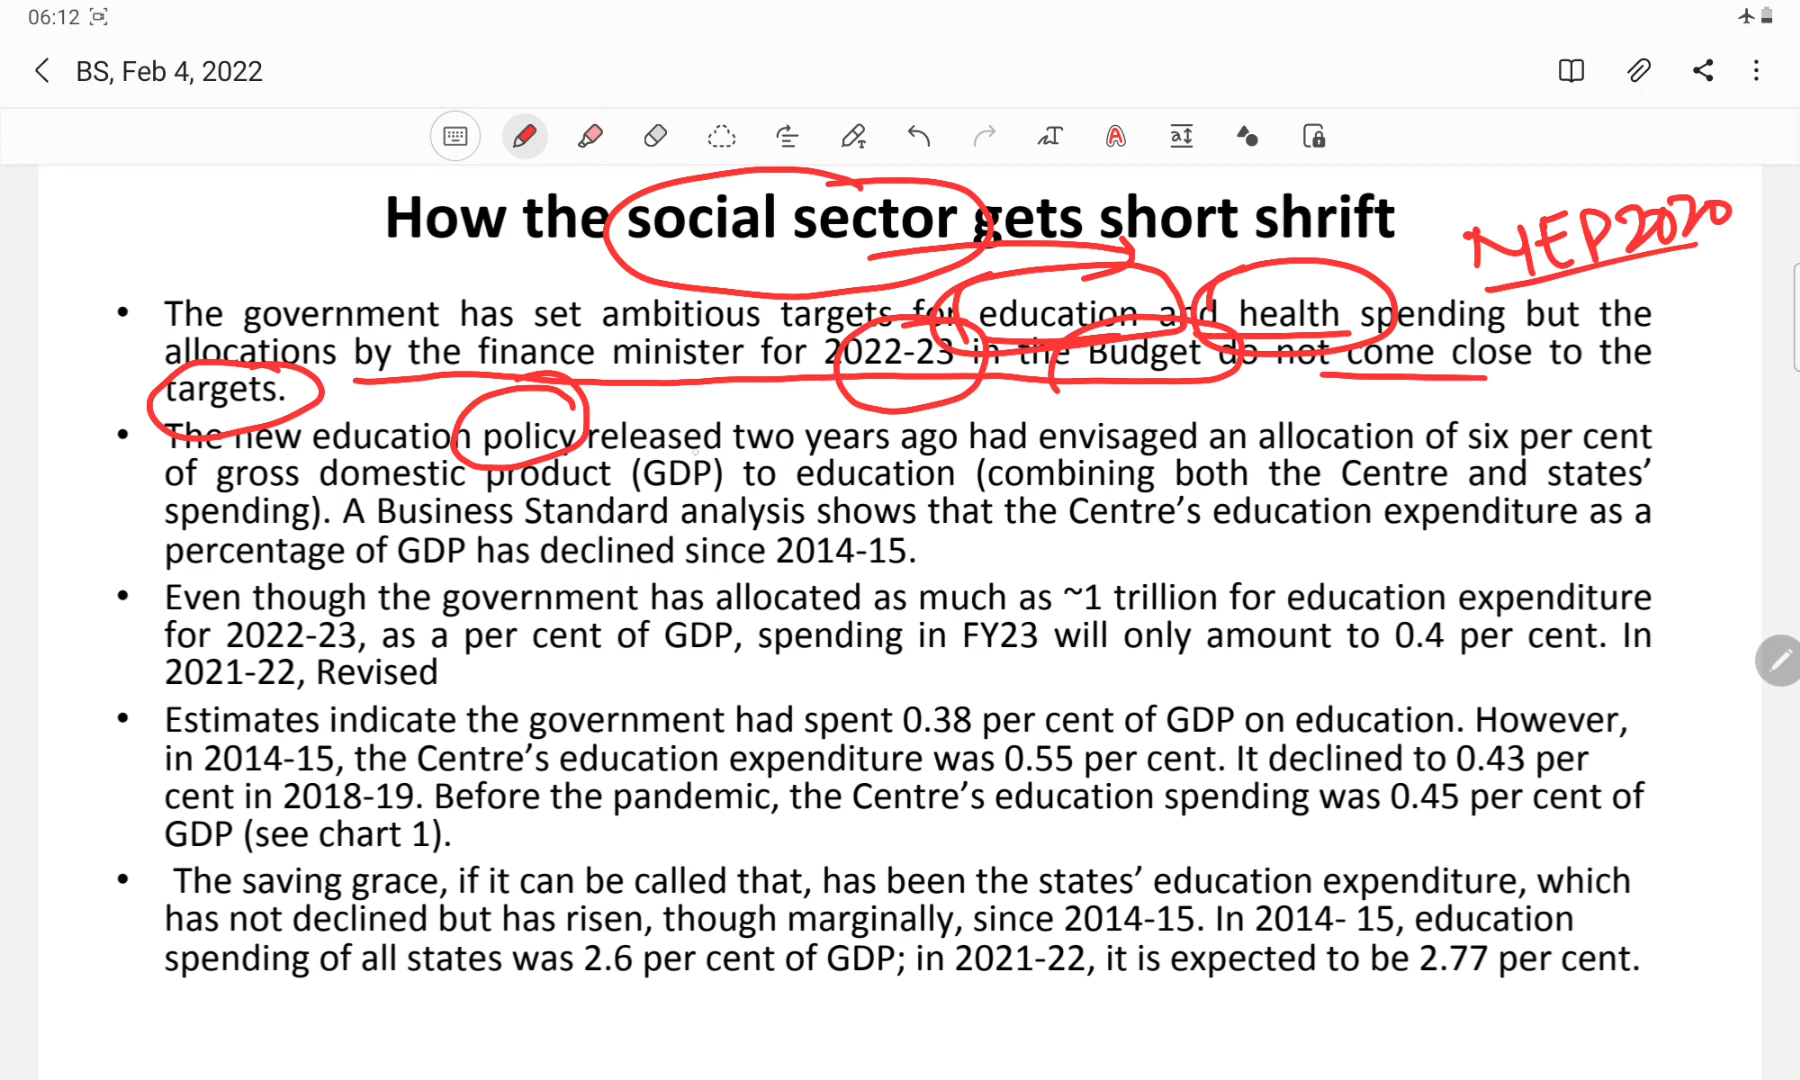 06:12
BS, Feb 4, 2022
How the social sector gets short shrift
NEP2020
• The government has set ambitious targets for education and health spending but the
allocations by the finance minister for 2022-23 in the Budget do not come close to the
targets.
• The new education policy released two years ago had envisaged an allocation of six per cent
of gross domestic product (GDP) to education (combining both the Centre and states’
spending). A Business Standard analysis shows that the Centre’s education expenditure as a
percentage of GDP has declined since 2014-15.
• Even though the government has allocated as much as ~1 trillion for education expenditure
for 2022-23, as a per cent of GDP, spending in FY23 will only amount to 0.4 per cent. In
2021-22, Revised
• Estimates indicate the government had spent 0.38 per cent of GDP on education. However,
in 2014-15, the Centre’s education expenditure was 0.55 per cent. It declined to 0.43 per
cent in 2018-19. Before the pandemic, the Centre’s education spending was 0.45 per cent of
GDP (see chart 1).
• The saving grace, if it can be called that, has been the states’ education expenditure, which
has not declined but has risen, though marginally, since 2014-15. In 2014- 15, education
spending of all states was 2.6 per cent of GDP; in 2021-22, it is expected to be 2.77 per cent.